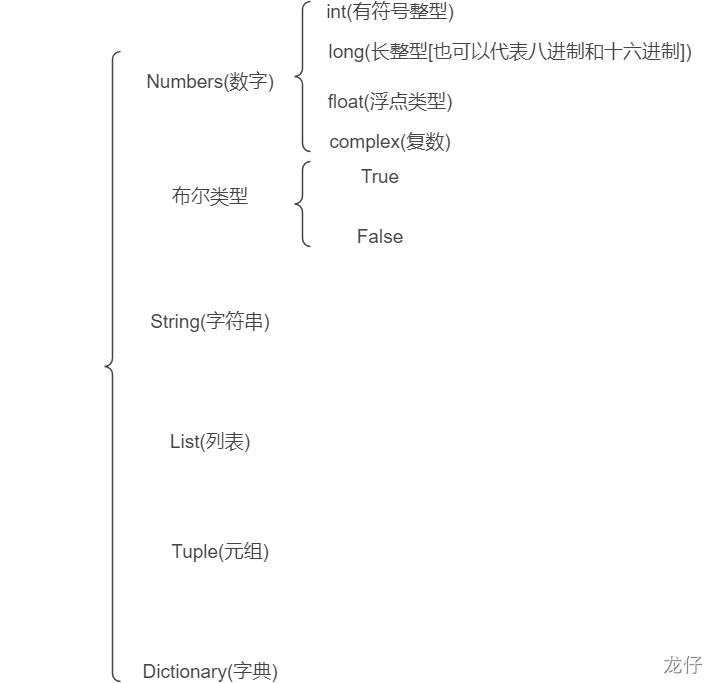 int(有符号整型)
long(长整型[也可以代表八进制和十六进制])
Numbers(数字)
float(浮点类型)
complex(复数)
True
布尔类型
False
String(字符串)
List(列表)
Tuple(元组)
Dictionary(字典)
龙仔